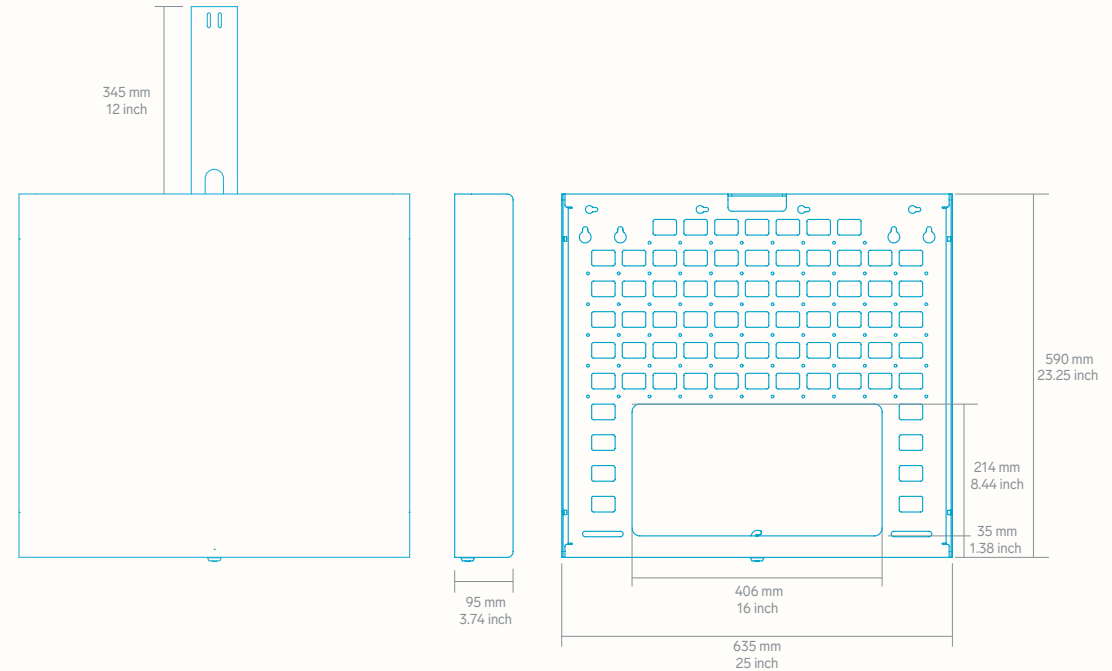 345 mm
12 inch
590 mm
23.25 inch
214 mm
8.44 inch
35 mm
1.38 inch
95 mm
3.74 inch
406 mm
16 inch
635 mm
25 inch